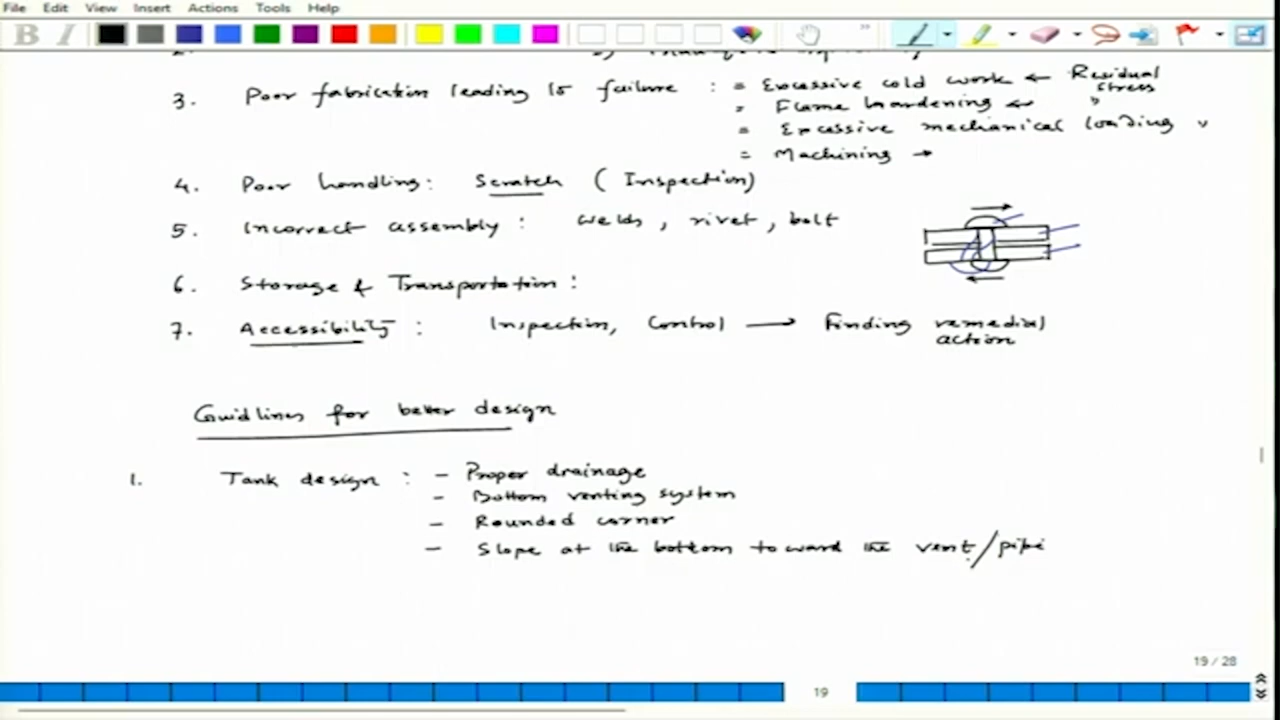 File Edit View Insert Actions Tools Help
B I
3. Poor fabrication leading to failure : = Excessive cold work ← Residual stress
= Flame hardening ← "
= Excessive mechanical loading "
= Machining →
4. Poor handling: Scratch (Inspection)
5. Incorrect assembly : welds, rivet, bolt
6. Storage & Transportation :
7. Accessibility : Inspection, Control → Finding remedial action
Guidlines for better design
1. Tank design : - Proper drainage
- Bottom venting system
- Rounded corner
- Slope at the bottom toward the vent/pipe
19 / 28
19